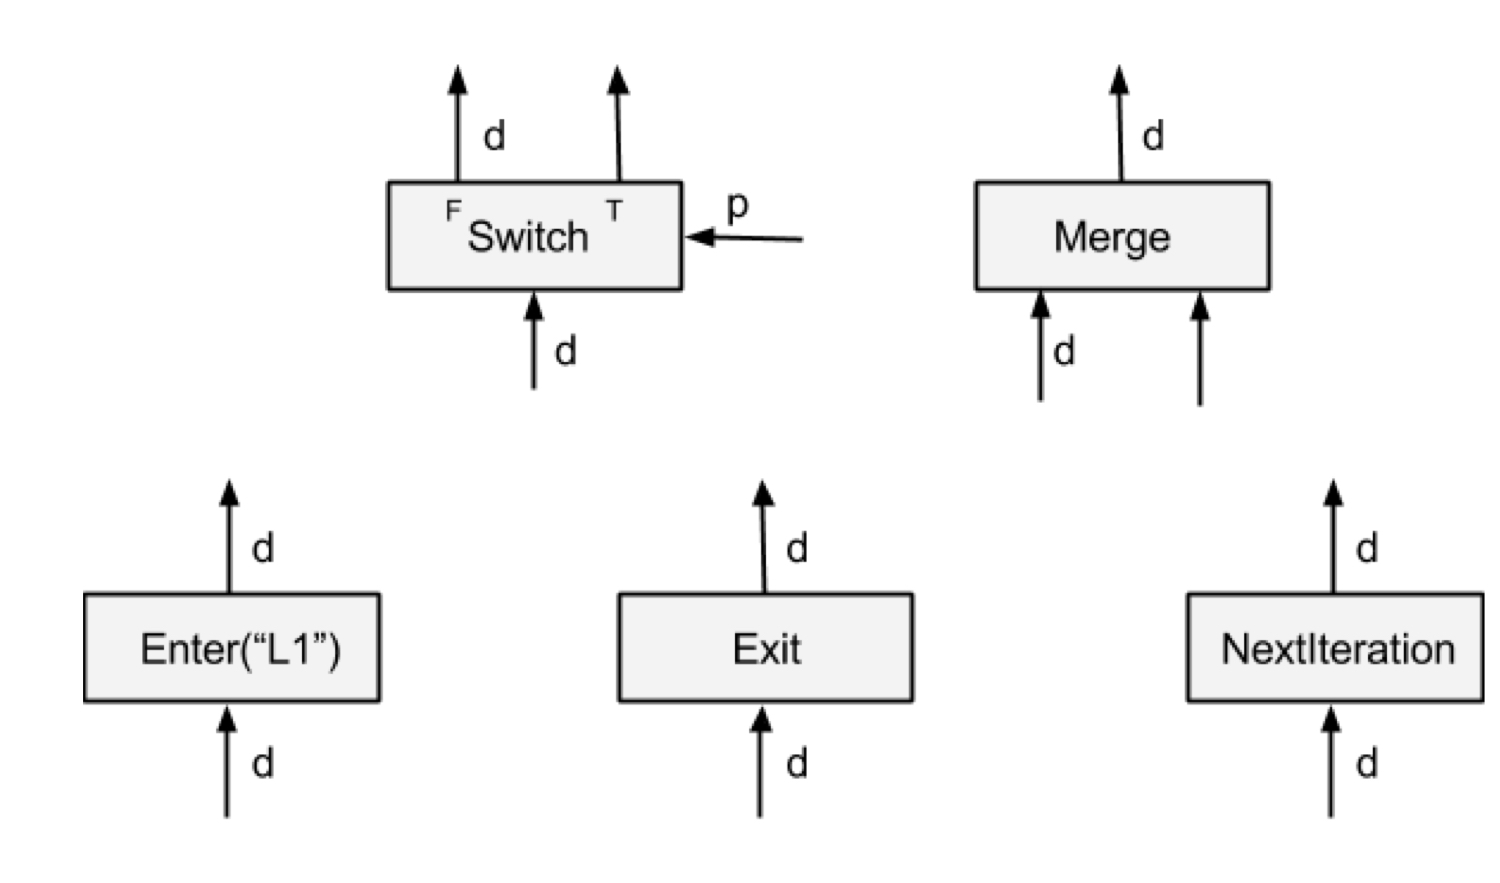 d
d
F
T
Switch
p
Merge
d
d
d
d
d
Enter(“L1”)
Exit
NextIteration
d
d
d